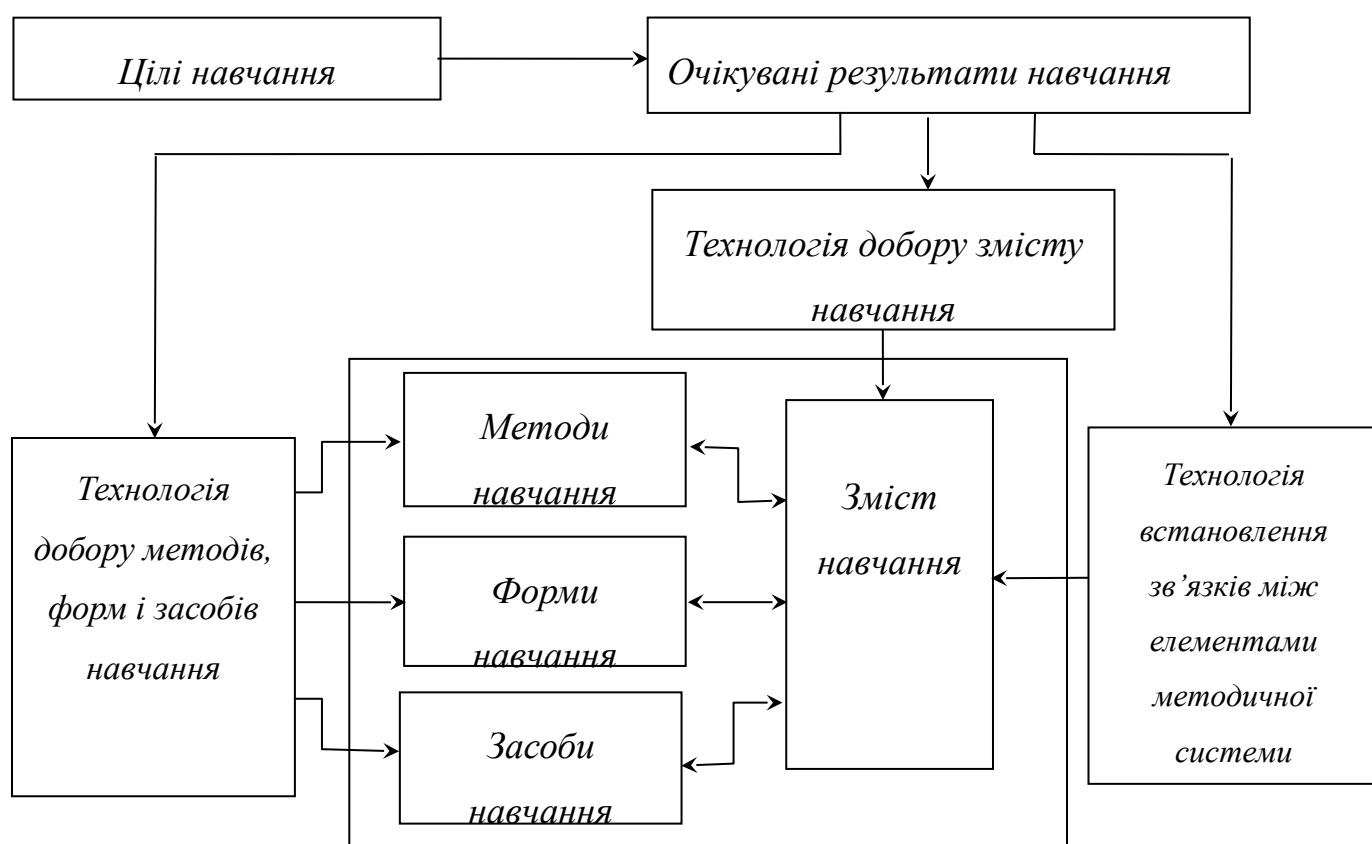 Цілі навчання
Очікувані результати навчання
Технологія добору змісту
навчання
Методи
навчання
Зміст
навчання
Форми
навчання
Засоби
навчання
Технологія
добору методів,
форм і засобів
навчання
Технологія
встановлення
зв’язків між
елементами
методичної
системи